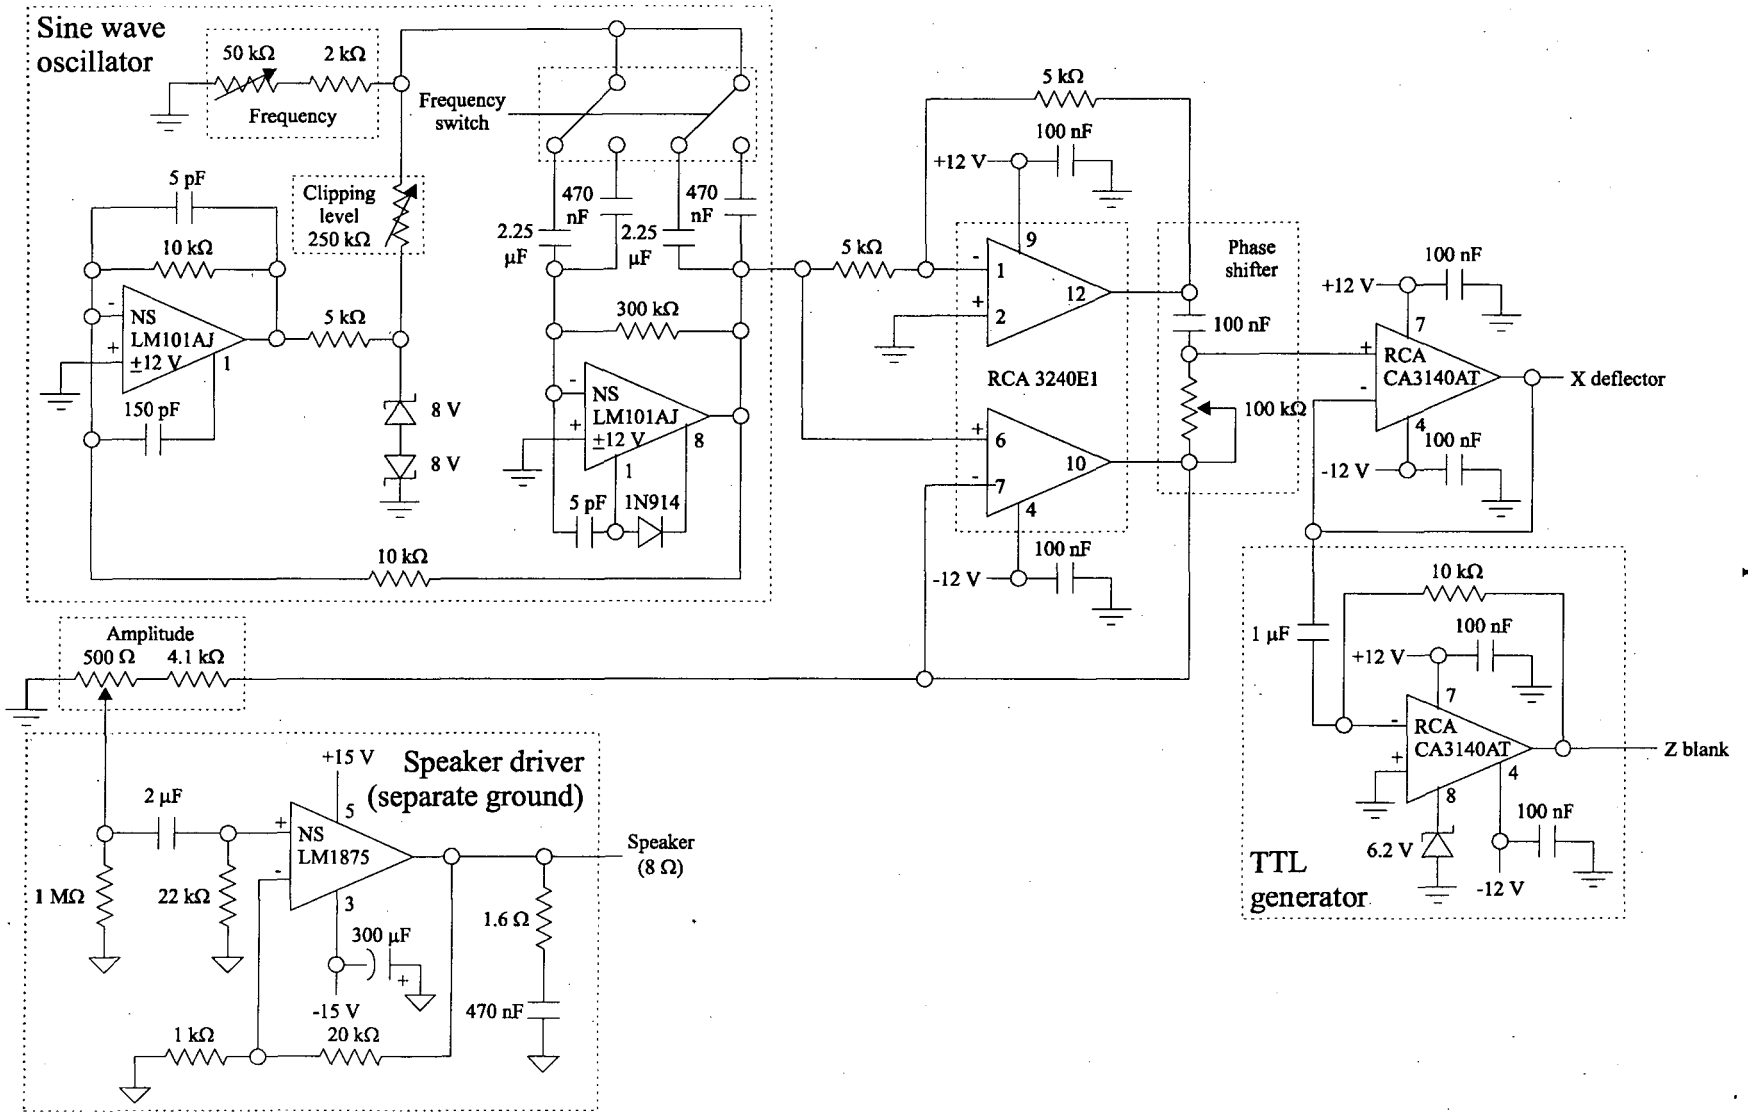 Sine wave
oscillator
50 kΩ
2 kΩ
Frequency
Frequency
switch
5 pF
Clipping
level
250 kΩ
10 kΩ
-
NS
LM101AJ
+
±12 V
1
150 pF
5 kΩ
8 V
8 V
10 kΩ
470
nF
2.25
μF
470
nF
2.25
μF
300 kΩ
-
NS
LM101AJ
+
±12 V
8
1
5 pF
1N914
5 kΩ
5 kΩ
+12 V
100 nF
9
-
1
+
2
12
RCA 3240E1
+
6
-
7
10
4
-12 V
100 nF
Phase
shifter
100 nF
100 kΩ
+12 V
100 nF
7
+
RCA
CA3140AT
-
4
100 nF
-12 V
X deflector
1 μF
10 kΩ
100 nF
+12 V
7
-
RCA
CA3140AT
+
4
8
6.2 V
100 nF
-12 V
Z blank
TTL
generator
Amplitude
500 Ω
4.1 kΩ
+15 V
Speaker driver
(separate ground)
2 μF
5
+
NS
LM1875
-
3
1 MΩ
22 kΩ
300 μF
+
-15 V
1 kΩ
20 kΩ
Speaker
(8 Ω)
1.6 Ω
470 nF